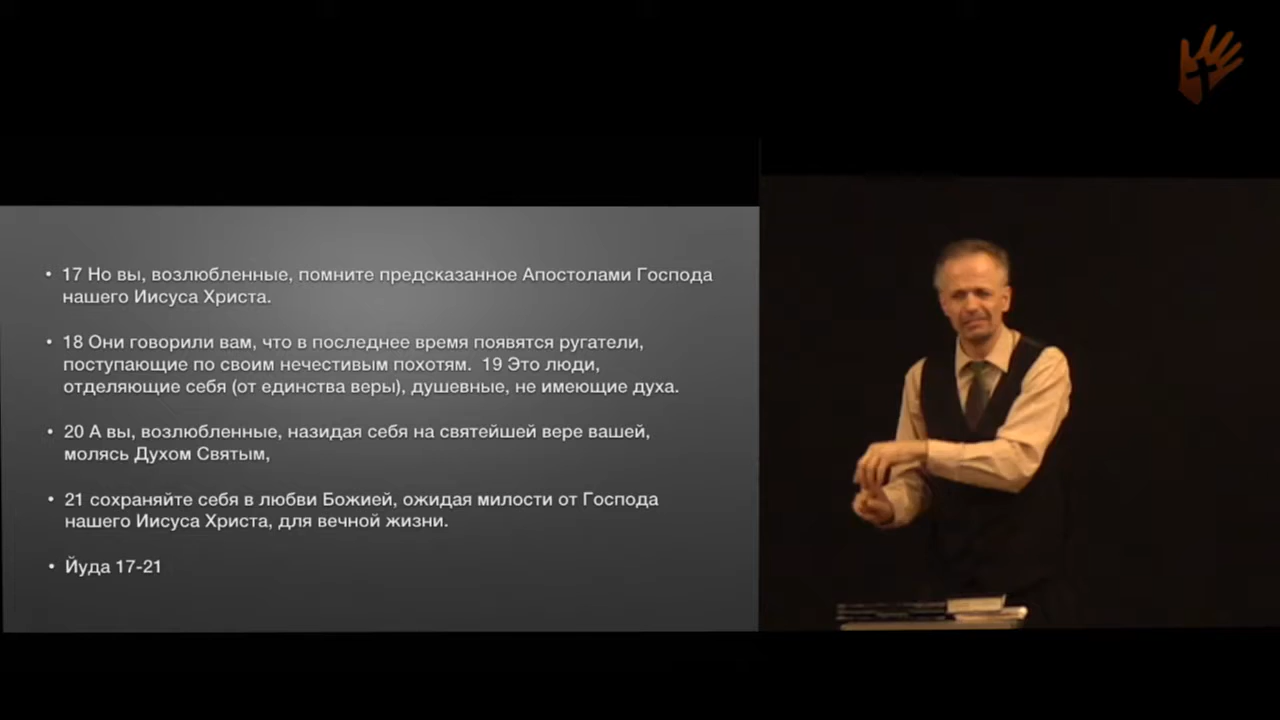 • 17 Но вы, возлюбленные, помните предсказанное Апостолами Господа
нашего Иисуса Христа.
• 18 Они говорили вам, что в последнее время появятся ругатели,
поступающие по своим нечестивым похотям.  19 Это люди,
отделяющие себя (от единства веры), душевные, не имеющие духа.
• 20 А вы, возлюбленные, назидая себя на святейшей вере вашей,
молясь Духом Святым,
• 21 сохраняйте себя в любви Божией, ожидая милости от Господа
нашего Иисуса Христа, для вечной жизни.
• Йуда 17-21